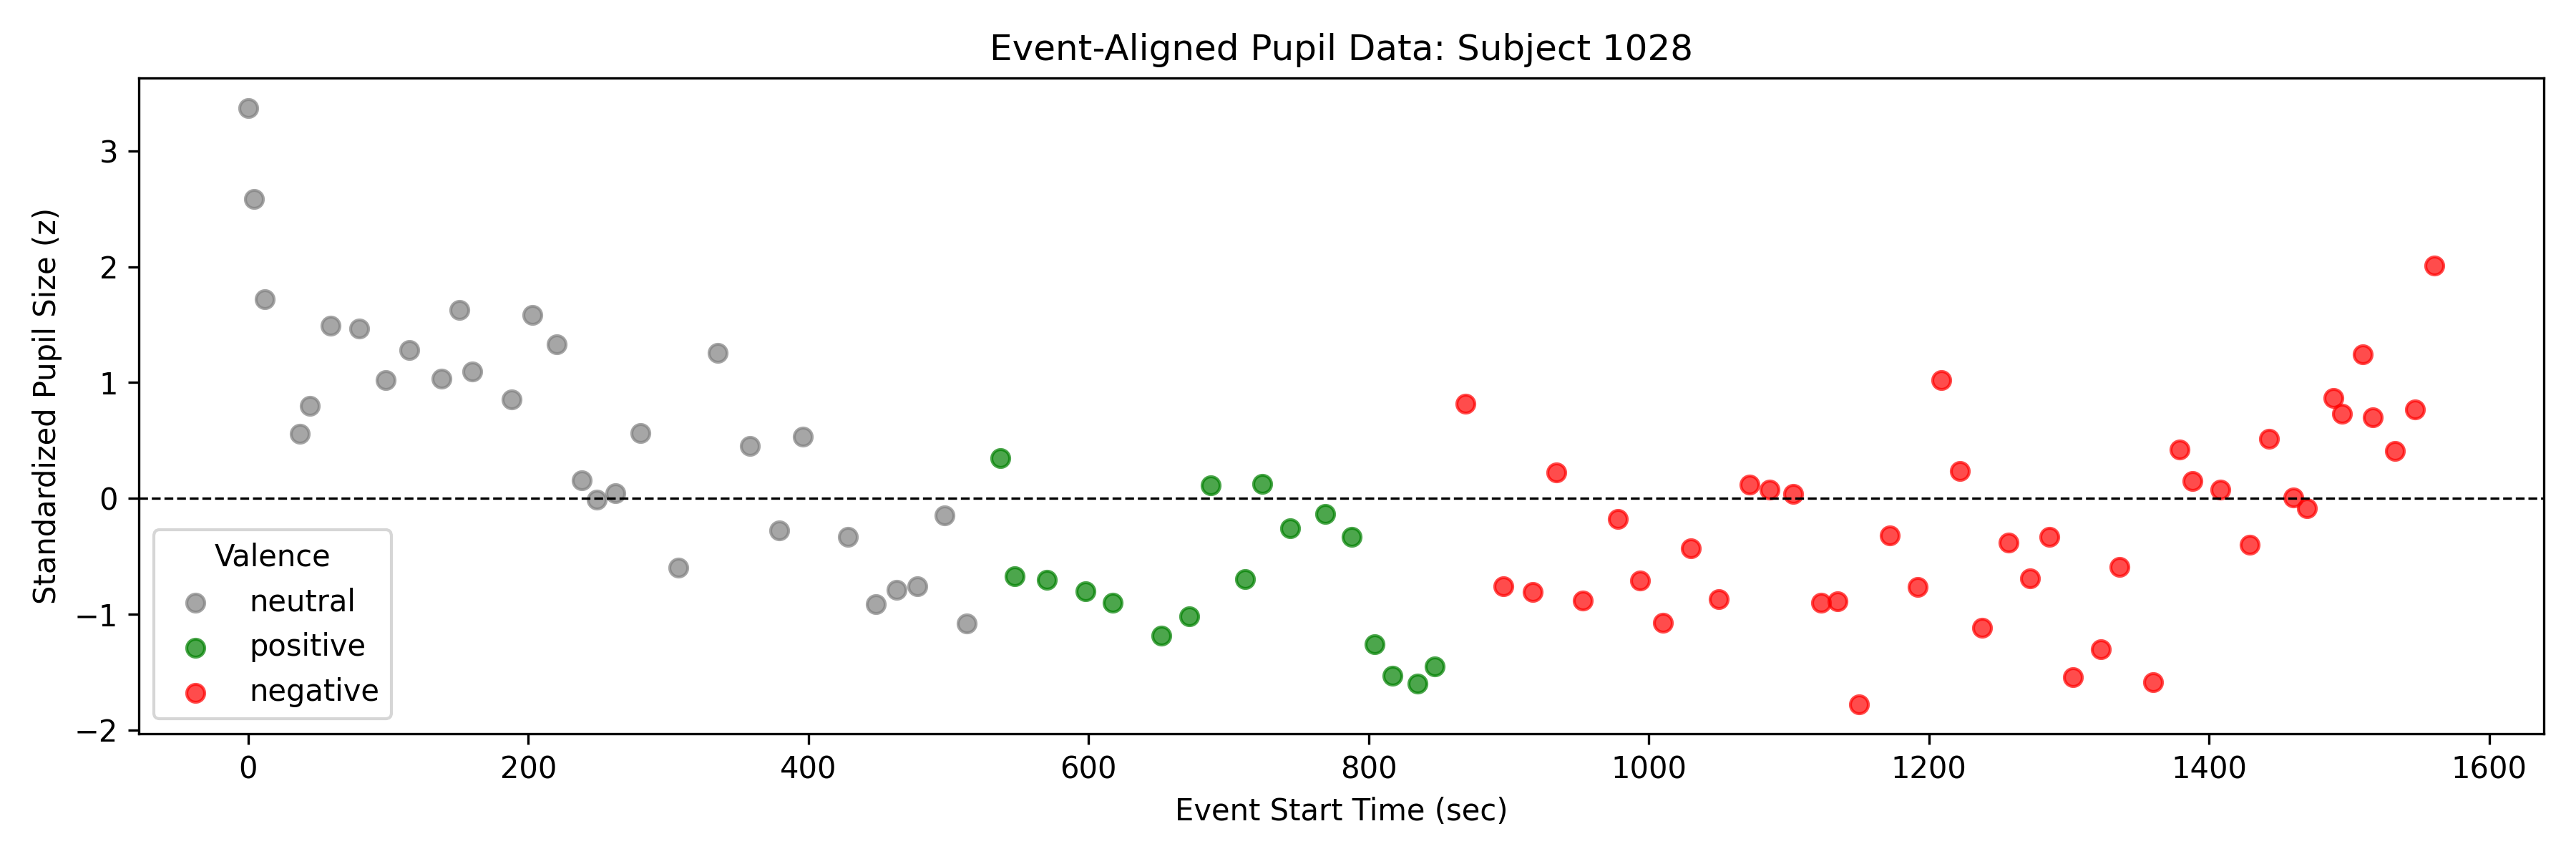 Event-Aligned Pupil Data: Subject 1028
Standardized Pupil Size (z)
3
2
1
0
−1
−2
Valence
neutral
positive
negative
0 200 400 600 800 1000 1200 1400 1600
Event Start Time (sec)